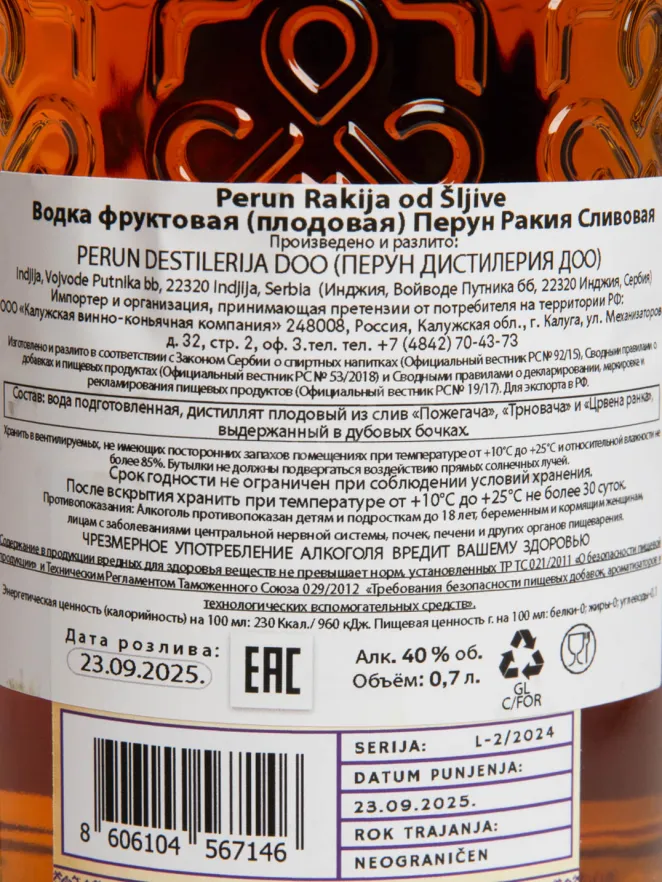 Perun Rakija od Šljive
Водка фруктовая (плодовая) Перун Ракия Сливовая
Произведено и разлито:
PERUN DESTILERIJA DOO (ПЕРУН ДИСТИЛЕРИЯ ДОО)
Indjija, Vojvode Putnika bb, 22320 Indjija, Serbia (Инджия, Войводе Путника бб, 22320 Инджия, Сербия)
Импортер и организация, принимающая претензии от потребителя на территории РФ:
ООО «Калужская винно-коньячная компания» 248008, Россия, Калужская обл., г. Калуга, ул. Механизаторов
д. 32, стр. 2, оф. 3.тел. тел. +7 (4842) 70-43-73
Изготовлено и разлито в соответствии с Законом Сербии о спиртных напитках (Официальный вестник РС № 92/15), Сводными правилами о
добавках и пищевых продуктах (Официальный вестник РС № 53/2018) и Сводными правилами о декларировании, маркировке и
рекламирования пищевых продуктов (Официальный вестник РС № 19/17). Для экспорта в РФ.
Состав: вода подготовленная, дистиллят плодовый из слив «Пожегача», «Трновача» и «Црвена ранка»,
выдержанный в дубовых бочках.
Хранить в вентилируемых, не имеющих посторонних запахов помещениях при температуре от +10°С до +25°С и относительной влажности не
более 85%. Бутылки не должны подвергаться воздействию прямых солнечных лучей.
Срок годности не ограничен при соблюдении условий хранения.
После вскрытия хранить при температуре от +10°С до +25°С не более 30 суток.
Противопоказания: Алкоголь противопоказан детям и подросткам до 18 лет, беременным и кормящим женщинам,
лицам с заболеваниями центральной нервной системы, почек, печени и других органов пищеварения.
ЧРЕЗМЕРНОЕ УПОТРЕБЛЕНИЕ АЛКОГОЛЯ ВРЕДИТ ВАШЕМУ ЗДОРОВЬЮ
Содержание в продукции вредных для здоровья веществ не превышает норм, установленных ТР ТС 021/2011 «О безопасности пищевой
продукции» и Техническим Регламентом Таможенного Союза 029/2012 «Требования безопасности пищевых добавок, ароматизаторов и
технологических вспомогательных средств».
Энергетическая ценность (калорийность) на 100 мл: 230 Ккал./ 960 кДж. Пищевая ценность г. на 100 мл: белки-0; жиры-0; углеводы-0,1
Дата розлива:
23.09.2025.
ЕАС
Алк. 40 % об.
Объём: 0,7 л.
GL
C/FOR
8 606104 567146
SERIJA: L-2/2024
DATUM PUNJENJA:
23.09.2025.
ROK TRAJANJA:
NEOGRANIČEN